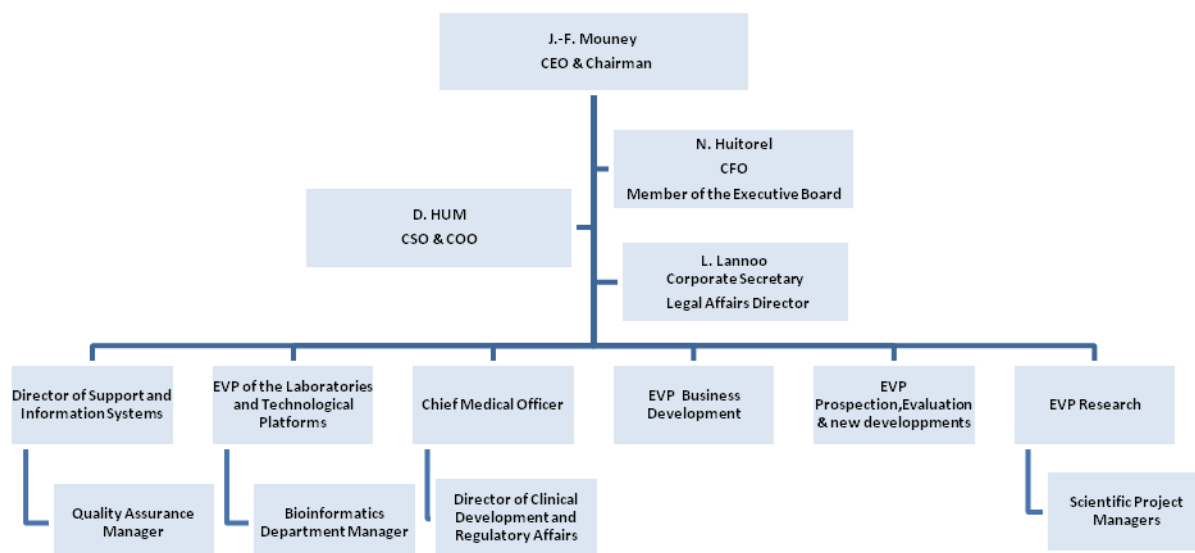 J.-F. Mouney
CEO & Chairman
N. Huitorel
CFO
Member of the Executive Board
D. HUM
CSO & COO
L. Lannoo
Corporate Secretary
Legal Affairs Director
Director of Support and
Information Systems
EVP of the Laboratories
and Technological
Platforms
Chief Medical Officer
EVP Business
Development
EVP
Prospection,Evaluation
& new developpments
EVP Research
Quality Assurance
Manager
Bioinformatics
Department Manager
Director of Clinical
Development and
Regulatory Affairs
Scientific Project
Managers